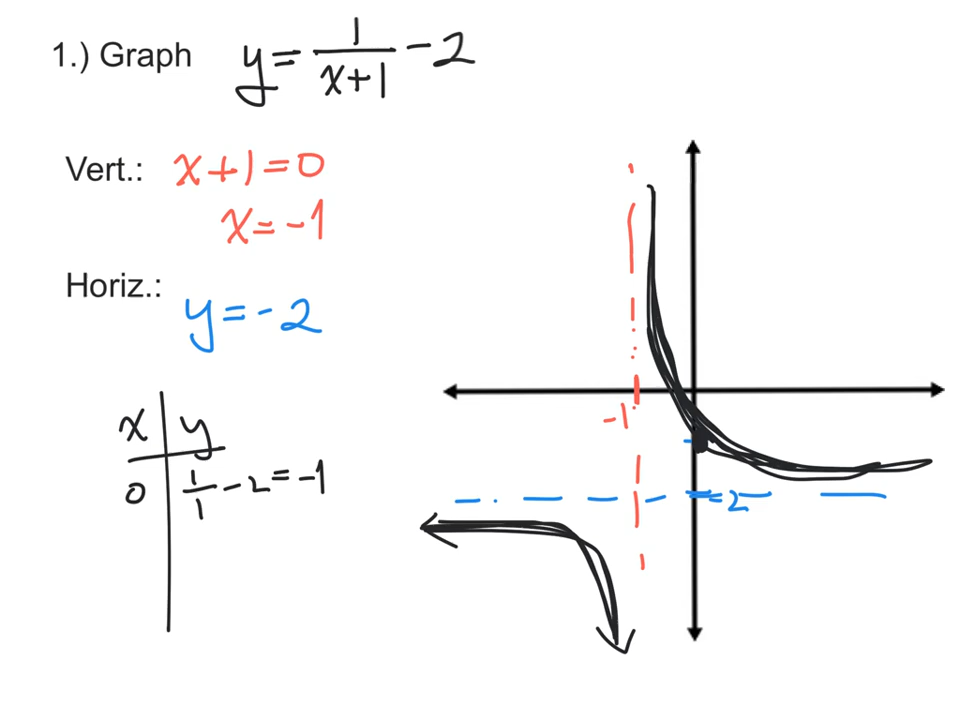 1.) Graph y = 1/(x+1) - 2
Vert.: x+1=0
x=-1
Horiz.:
y=-2
x | y
0 | 1/1 - 2 = -1
-1
-2